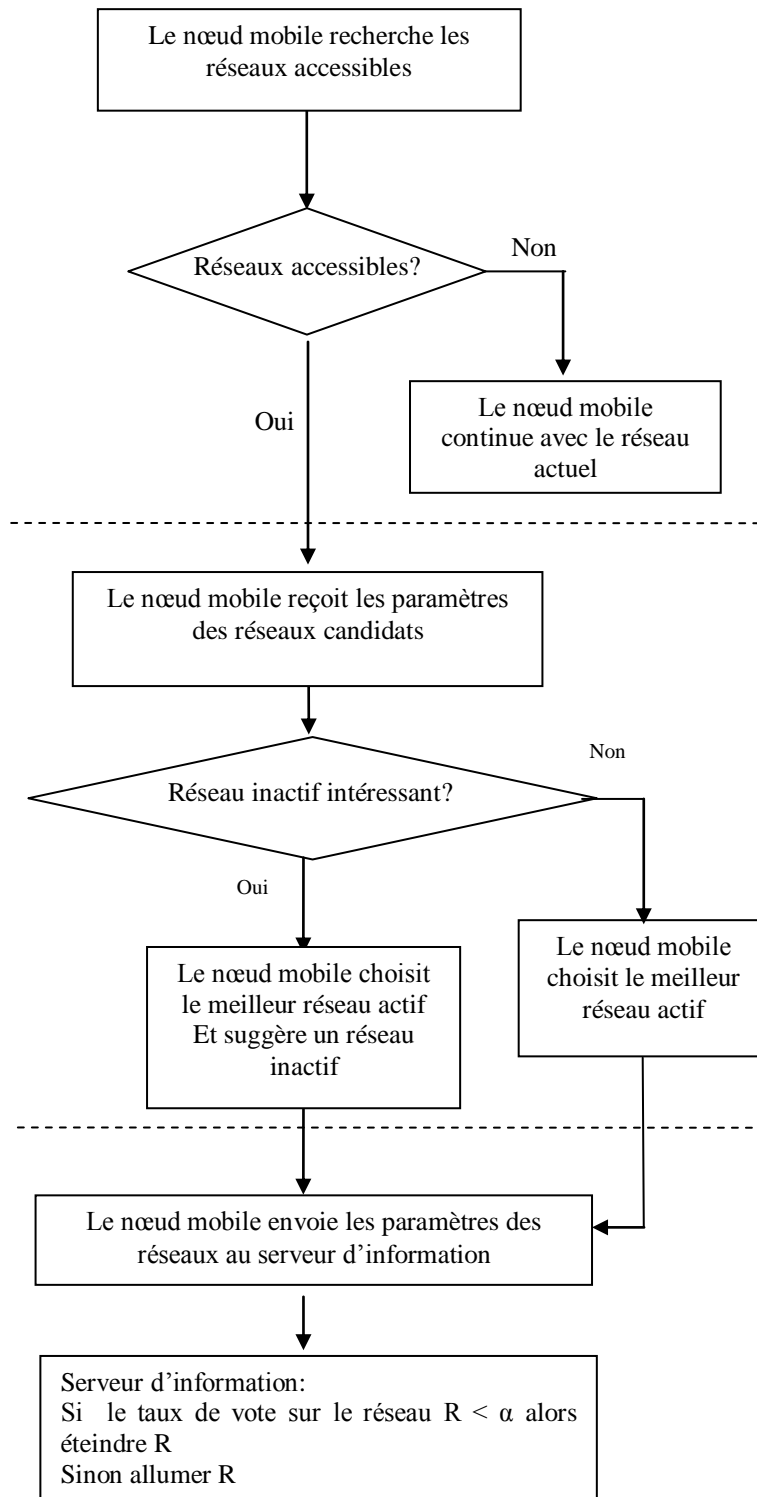 Le nœud mobile recherche les
réseaux accessibles
Réseaux accessibles?
Non
Oui
Le nœud mobile
continue avec le réseau
actuel
Le nœud mobile reçoit les paramètres
des réseaux candidats
Réseau inactif intéressant?
Non
Oui
Le nœud mobile choisit
le meilleur réseau actif
Et suggère un réseau
inactif
Le nœud mobile
choisit le meilleur
réseau actif
Le nœud mobile envoie les paramètres des
réseaux au serveur d’information
Serveur d’information:
Si le taux de vote sur le réseau R < α alors
éteindre R
Sinon allumer R